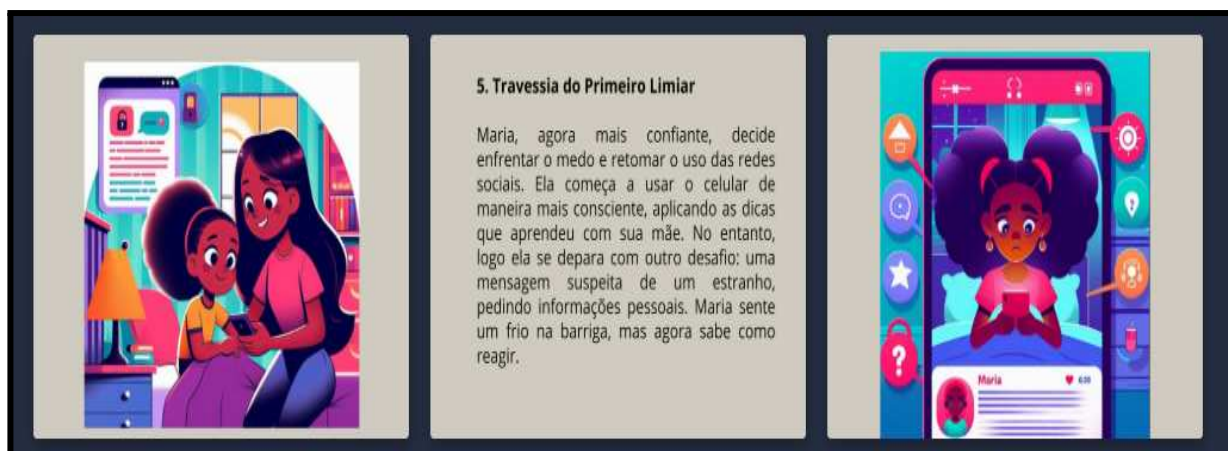 5. Travessia do Primeiro Limiar
Maria, agora mais confiante, decide
enfrentar o medo e retomar o uso das redes
sociais. Ela começa a usar o celular de
maneira mais consciente, aplicando as dicas
que aprendeu com sua mãe. No entanto,
logo ela se depara com outro desafio: uma
mensagem suspeita de um estranho,
pedindo informações pessoais. Maria sente
um frio na barriga, mas agora sabe como
reagir.
?
Maria